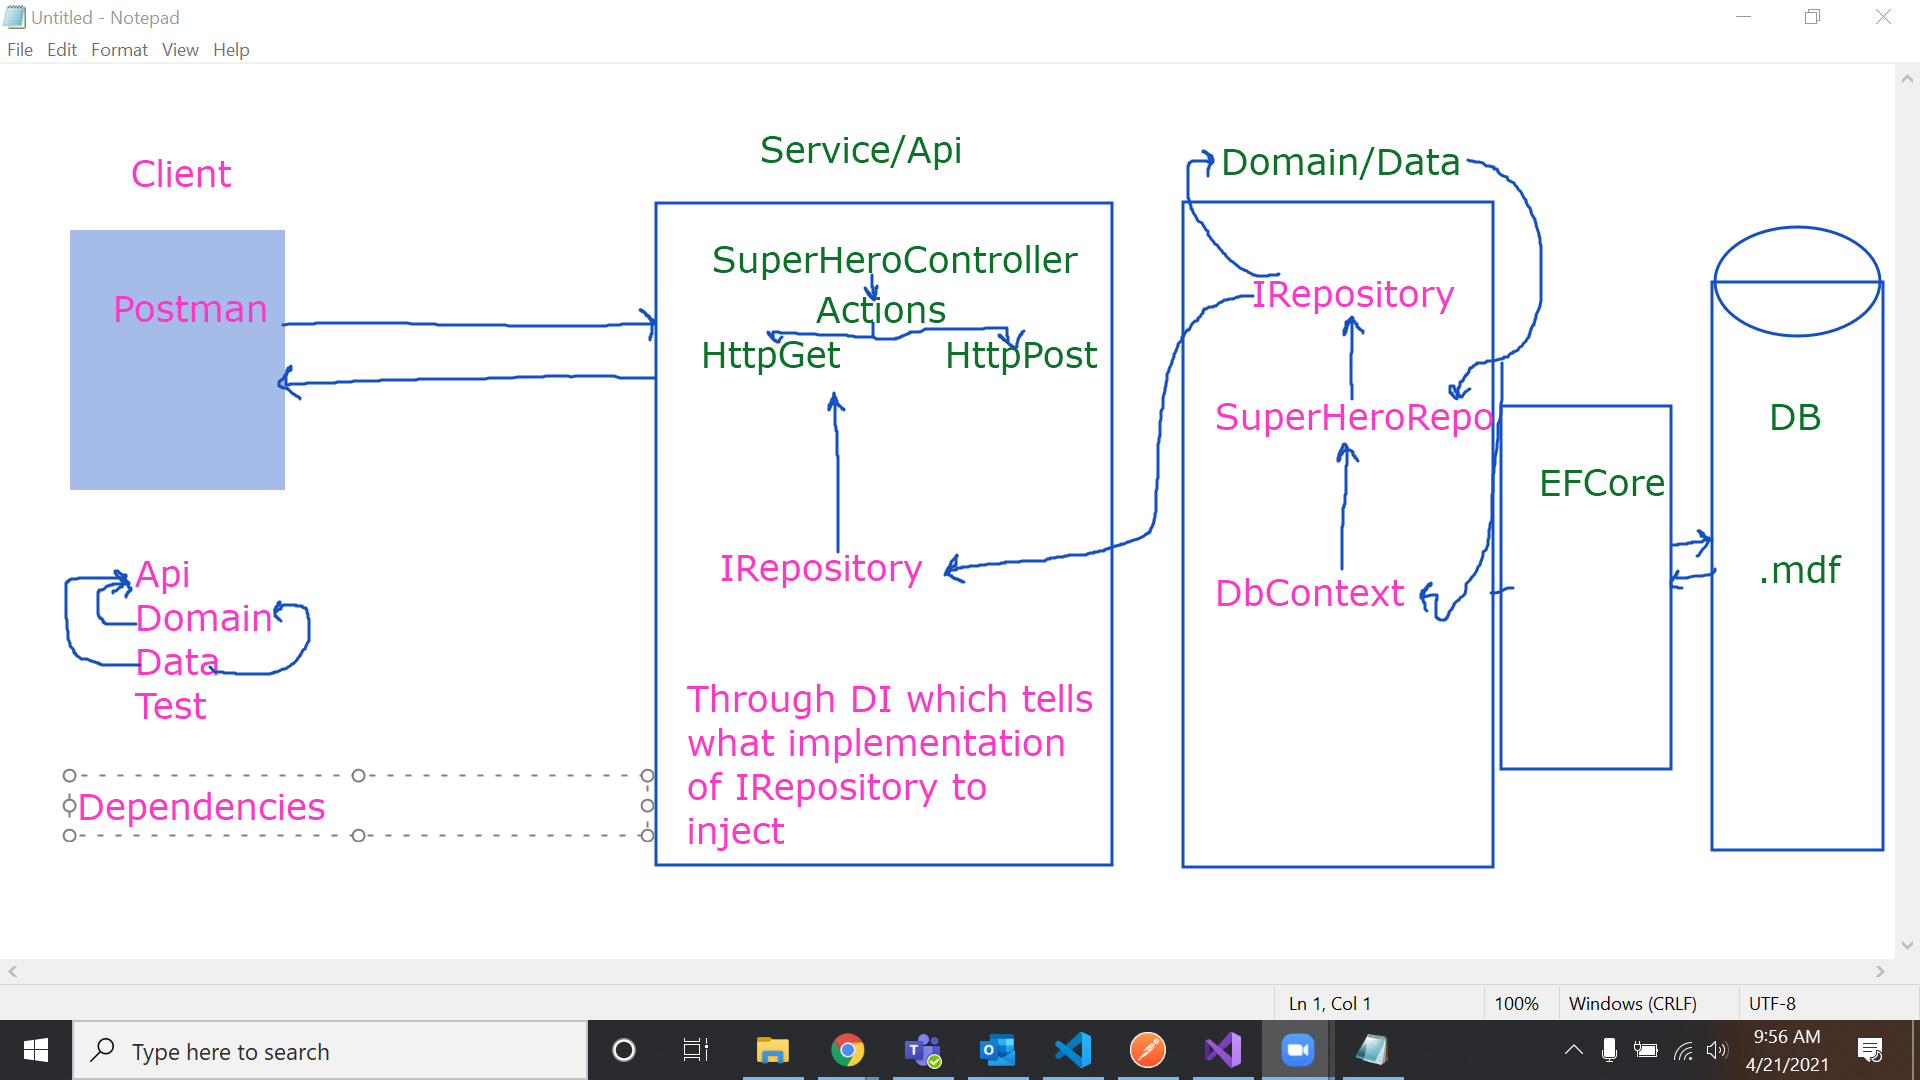 Untitled - Notepad
File Edit Format View Help
Client
Postman
Service/Api
SuperHeroController
Actions
HttpGet HttpPost
IRepository
Through DI which tells
what implementation
of IRepository to
inject
Domain/Data
IRepository
SuperHeroRepo
DbContext
EFCore
DB
.mdf
Api
Domain
Data
Test
Dependencies
Ln 1, Col 1 100% Windows (CRLF) UTF-8
Type here to search
9:56 AM
4/21/2021